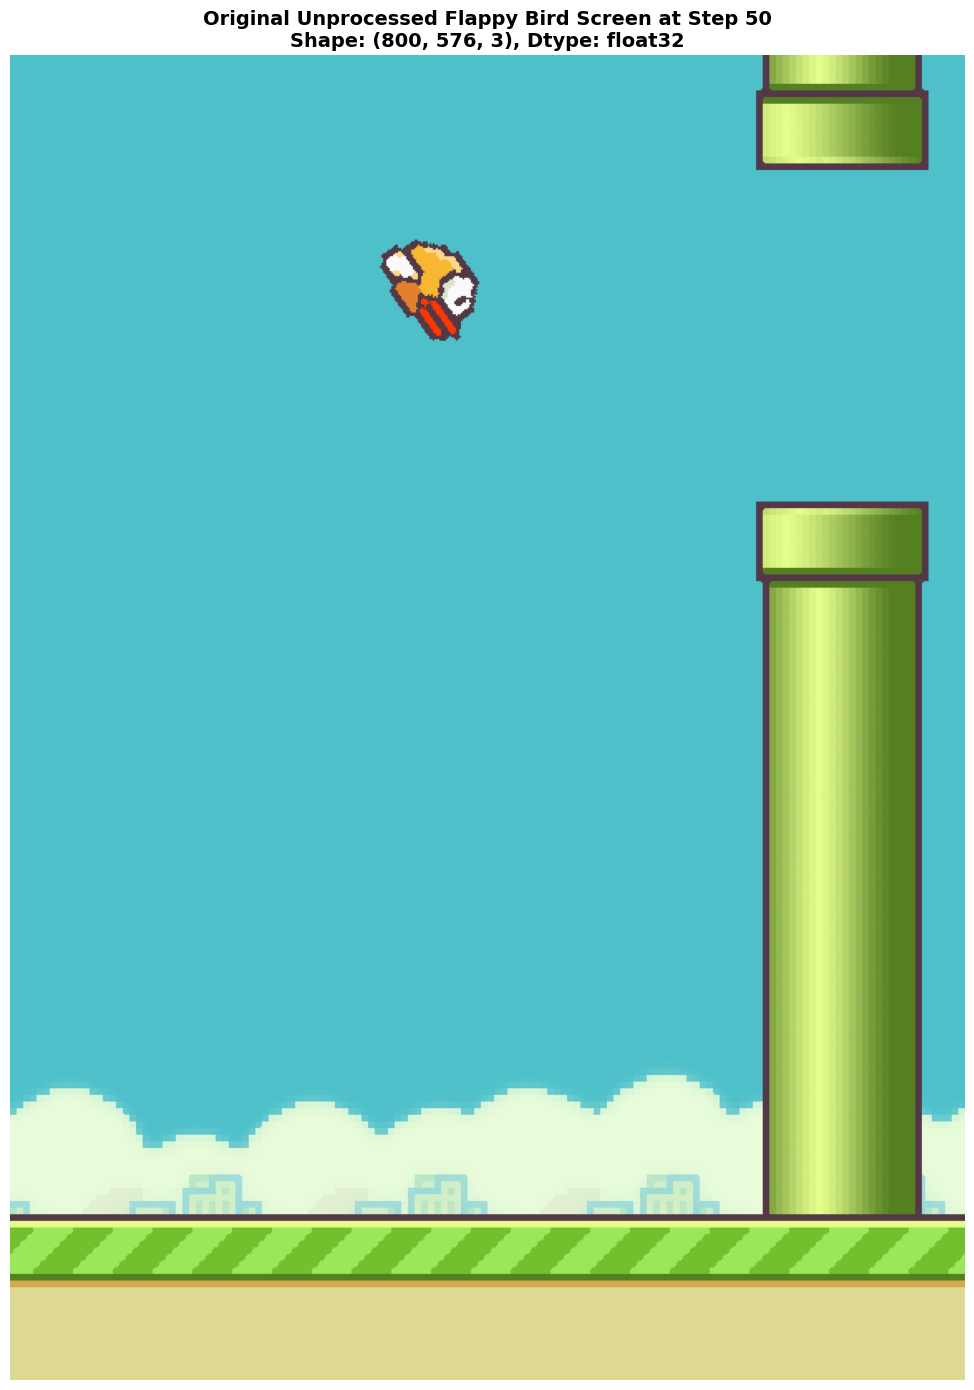 Original Unprocessed Flappy Bird Screen at Step 50
Shape: (800, 576, 3), Dtype: float32